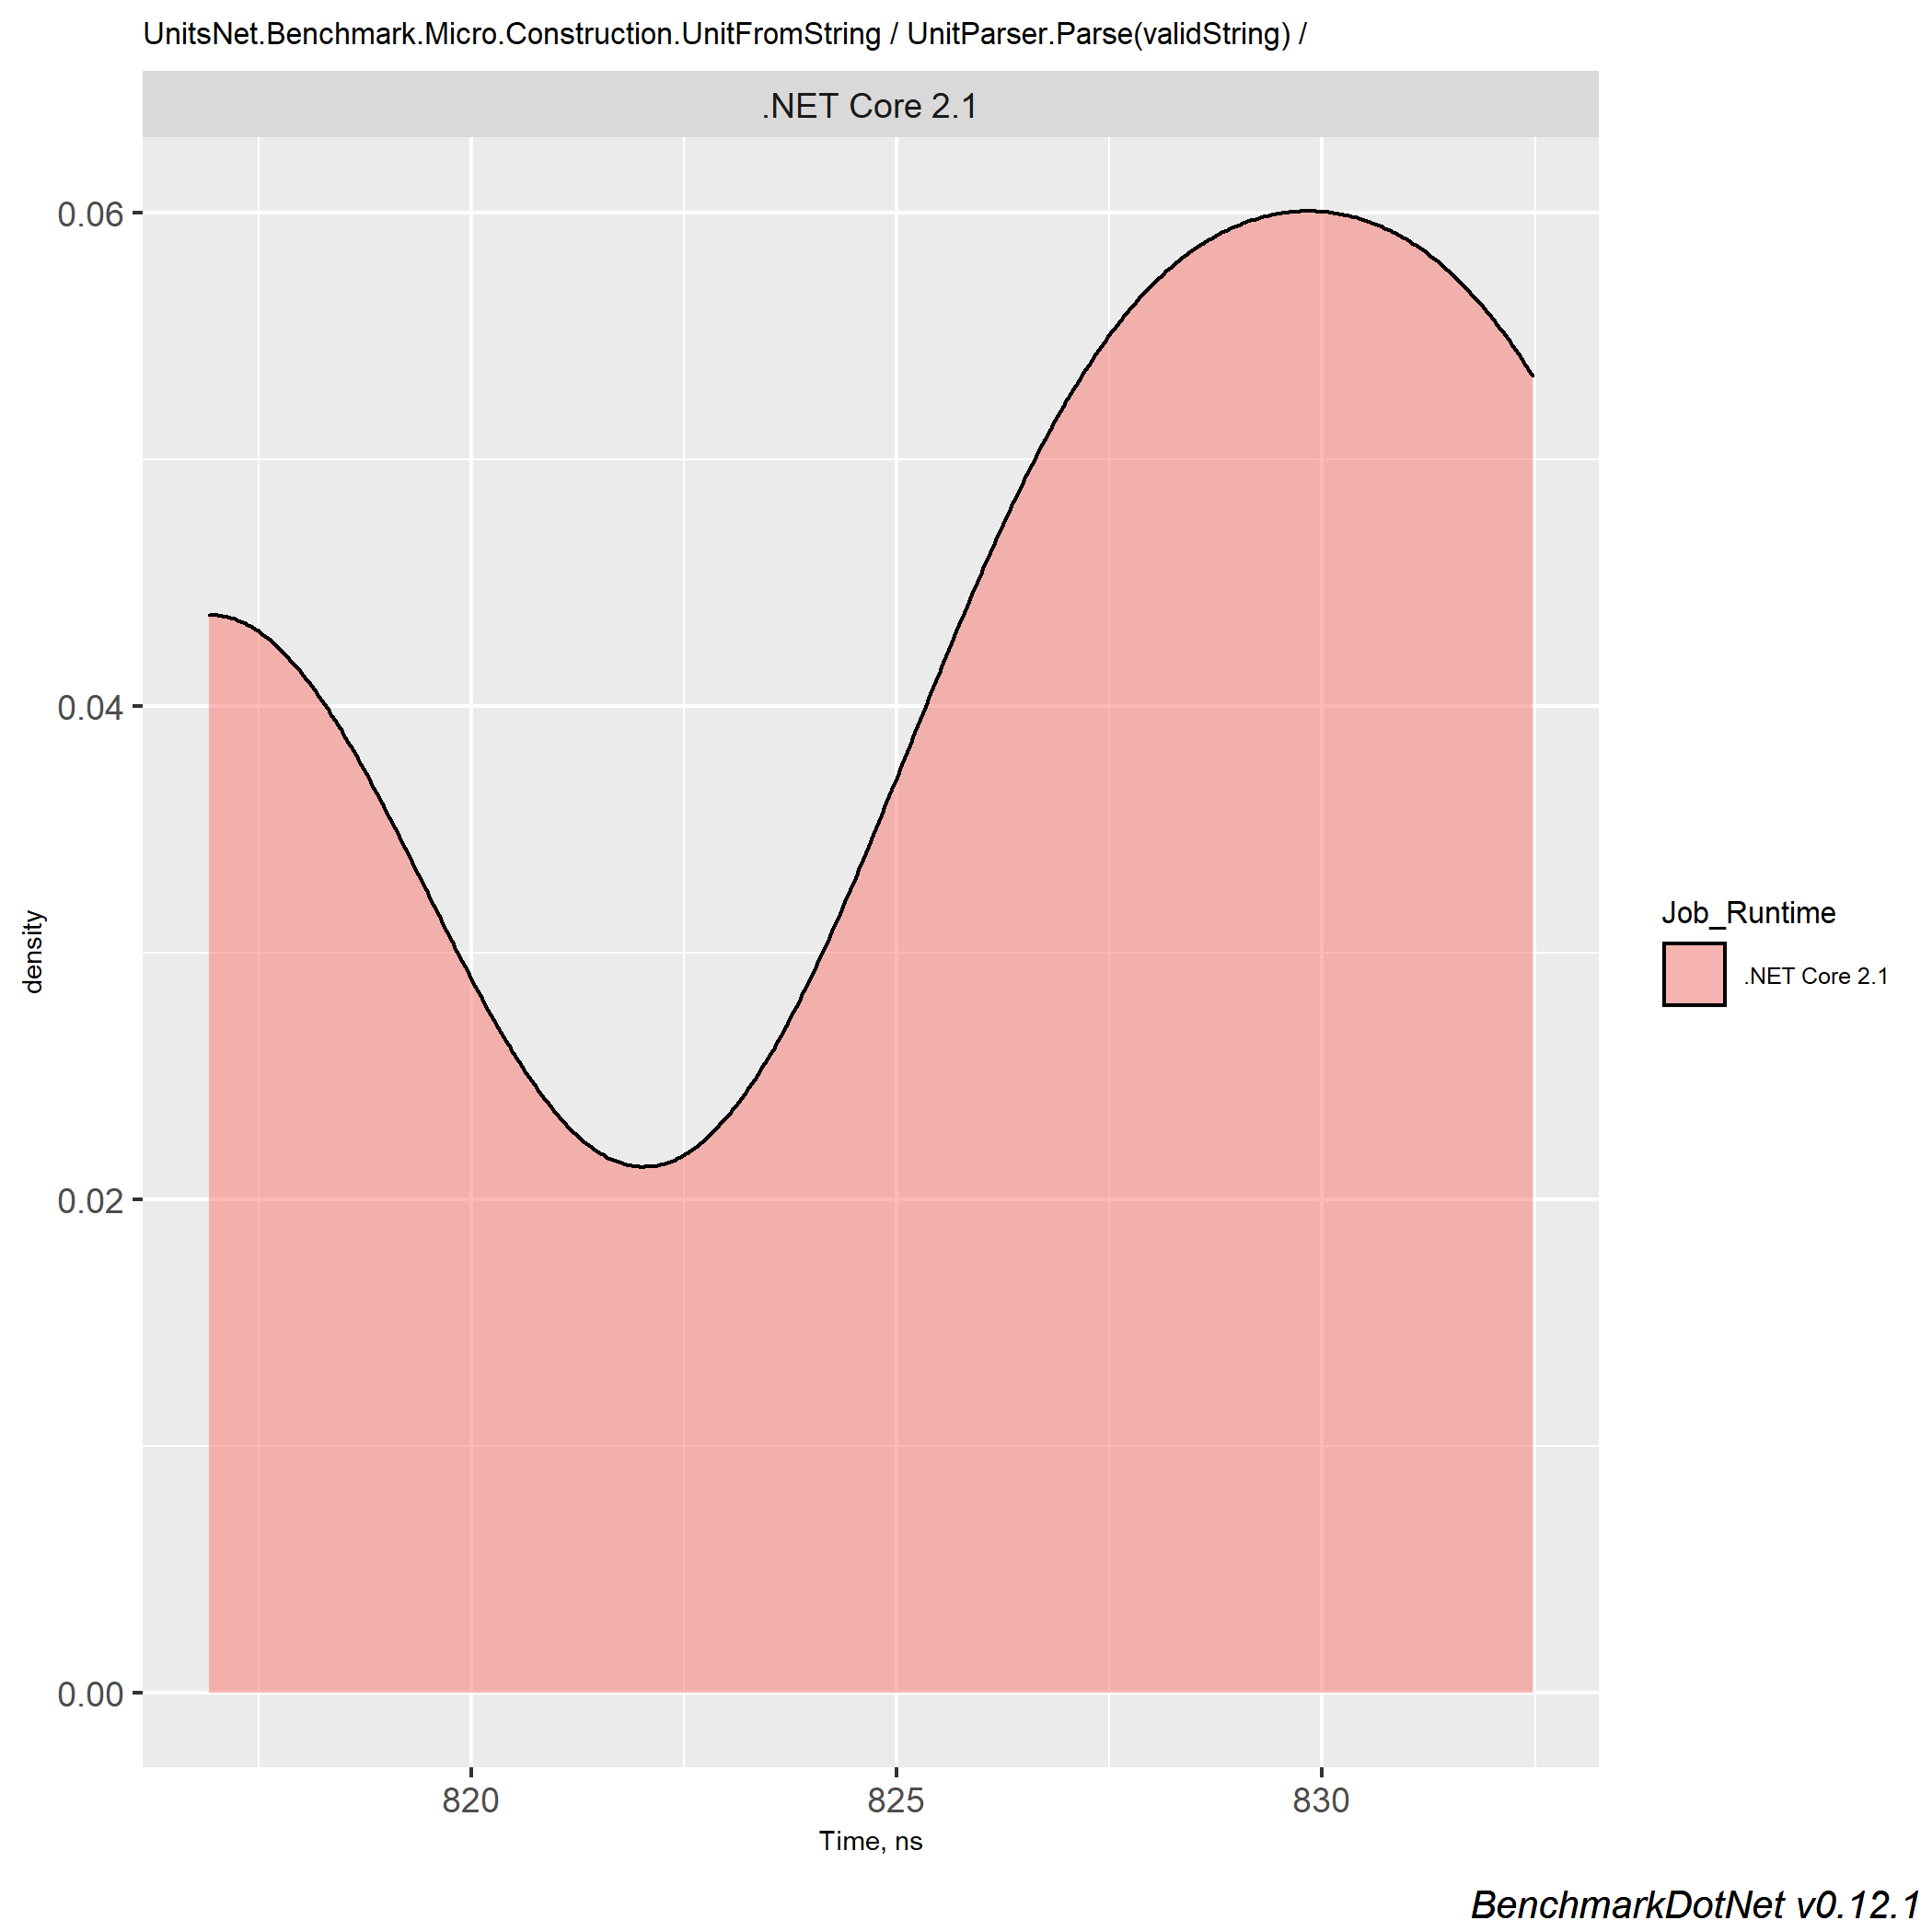 UnitsNet.Benchmark.Micro.Construction.UnitFromString / UnitParser.Parse(validString) /
.NET Core 2.1
0.06
0.04
0.02
0.00
density
820 825 830
Time, ns
Job_Runtime
.NET Core 2.1
BenchmarkDotNet v0.12.1